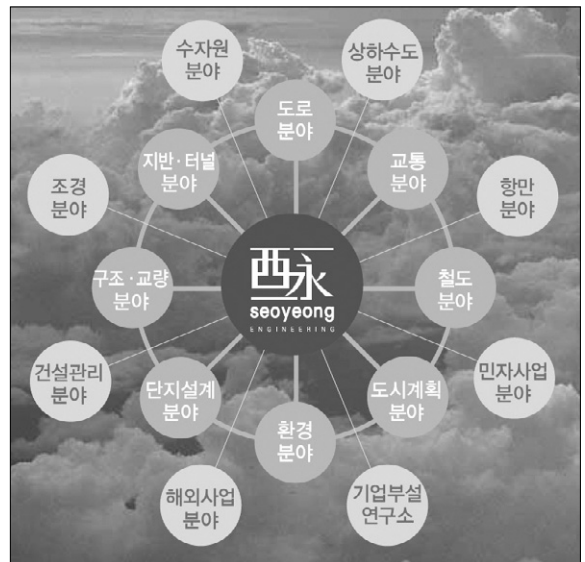 수자원
분야
상하수도
분야
도로
분야
지반·터널
분야
교통
분야
조경
분야
항만
분야
구조·교량
분야
酉永
seoyeong
ENGINEERING
철도
분야
건설관리
분야
민자사업
분야
단지설계
분야
도시계획
분야
환경
분야
해외사업
분야
기업부설
연구소